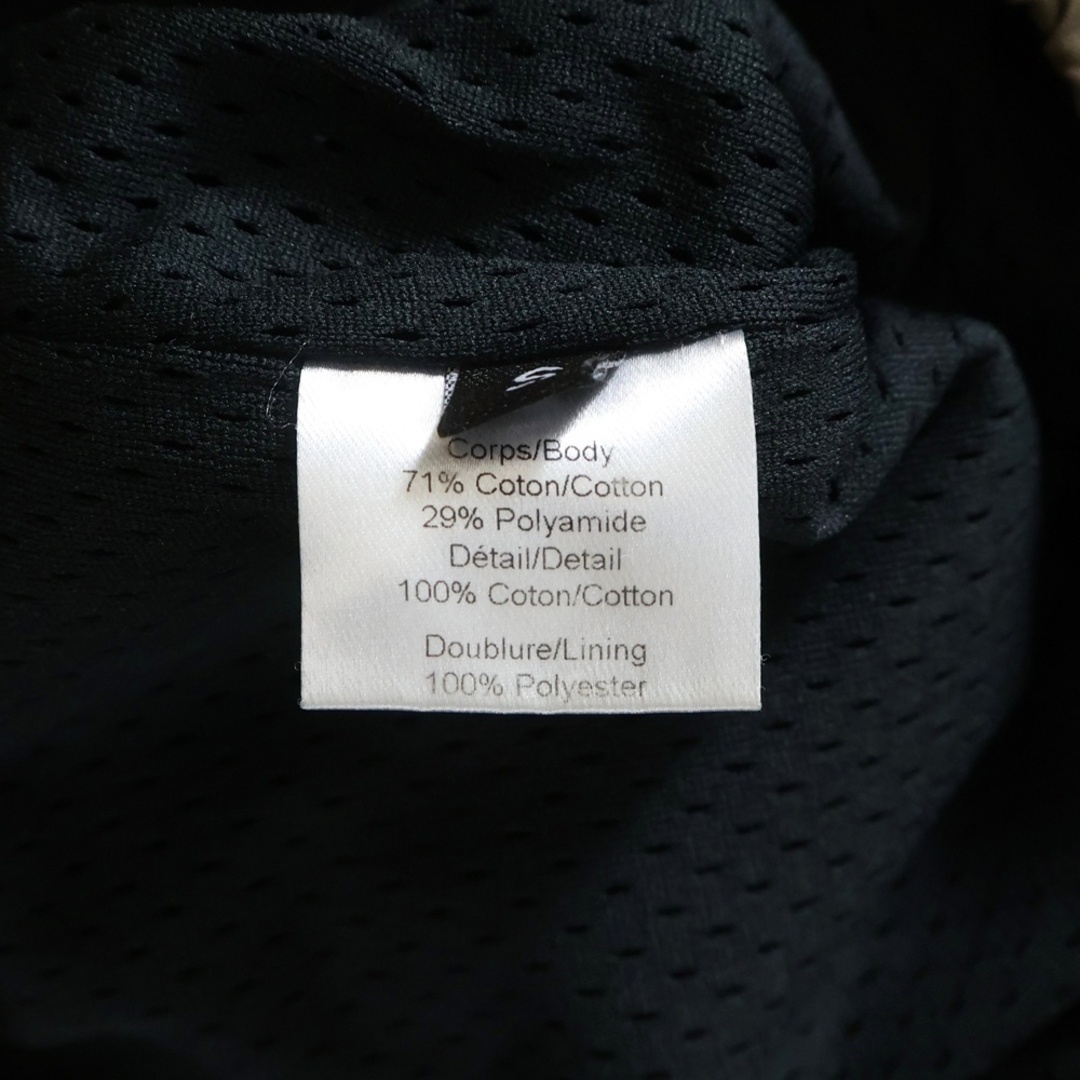 S
Corps/Body
71% Coton/Cotton
29% Polyamide
Détail/Detail
100% Coton/Cotton
Doublure/Lining
100% Polyester